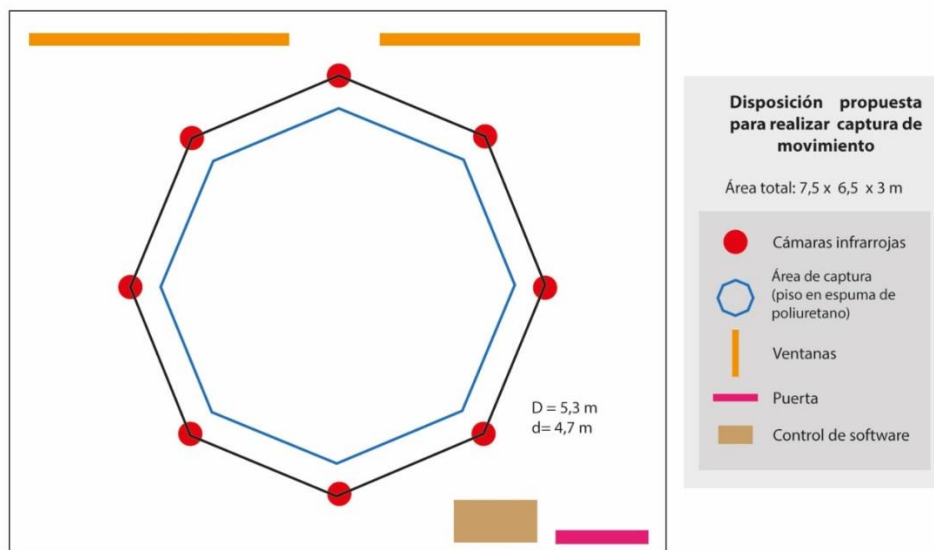 D = 5,3 m
d= 4,7 m
Disposición propuesta
para realizar captura de
movimiento
Área total: 7,5 x 6,5 x 3 m
Cámaras infrarrojas
Área de captura
(piso en espuma de
poliuretano)
Ventanas
Puerta
Control de software